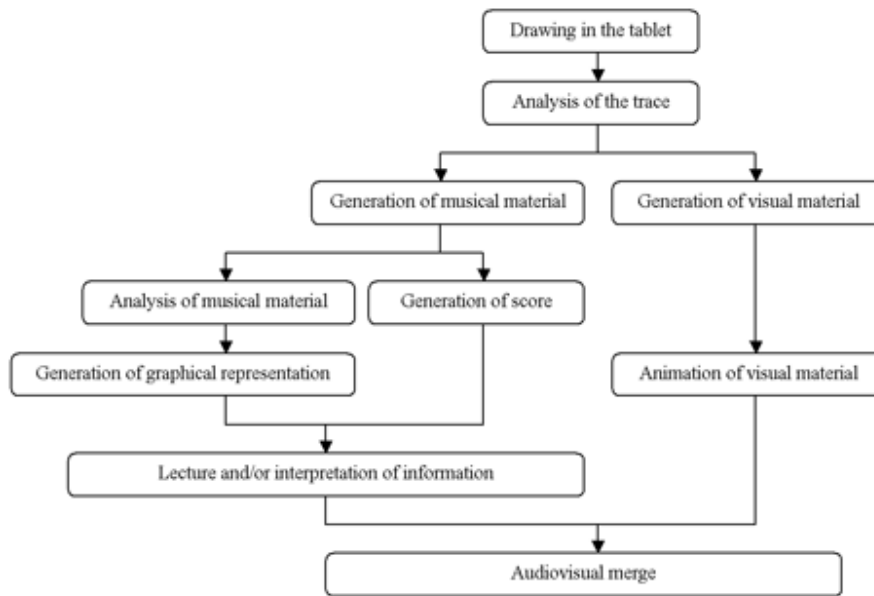 Drawing in the tablet
Analysis of the trace
Generation of musical material
Generation of visual material
Analysis of musical material
Generation of score
Generation of graphical representation
Animation of visual material
Lecture and/or interpretation of information
Audiovisual merge